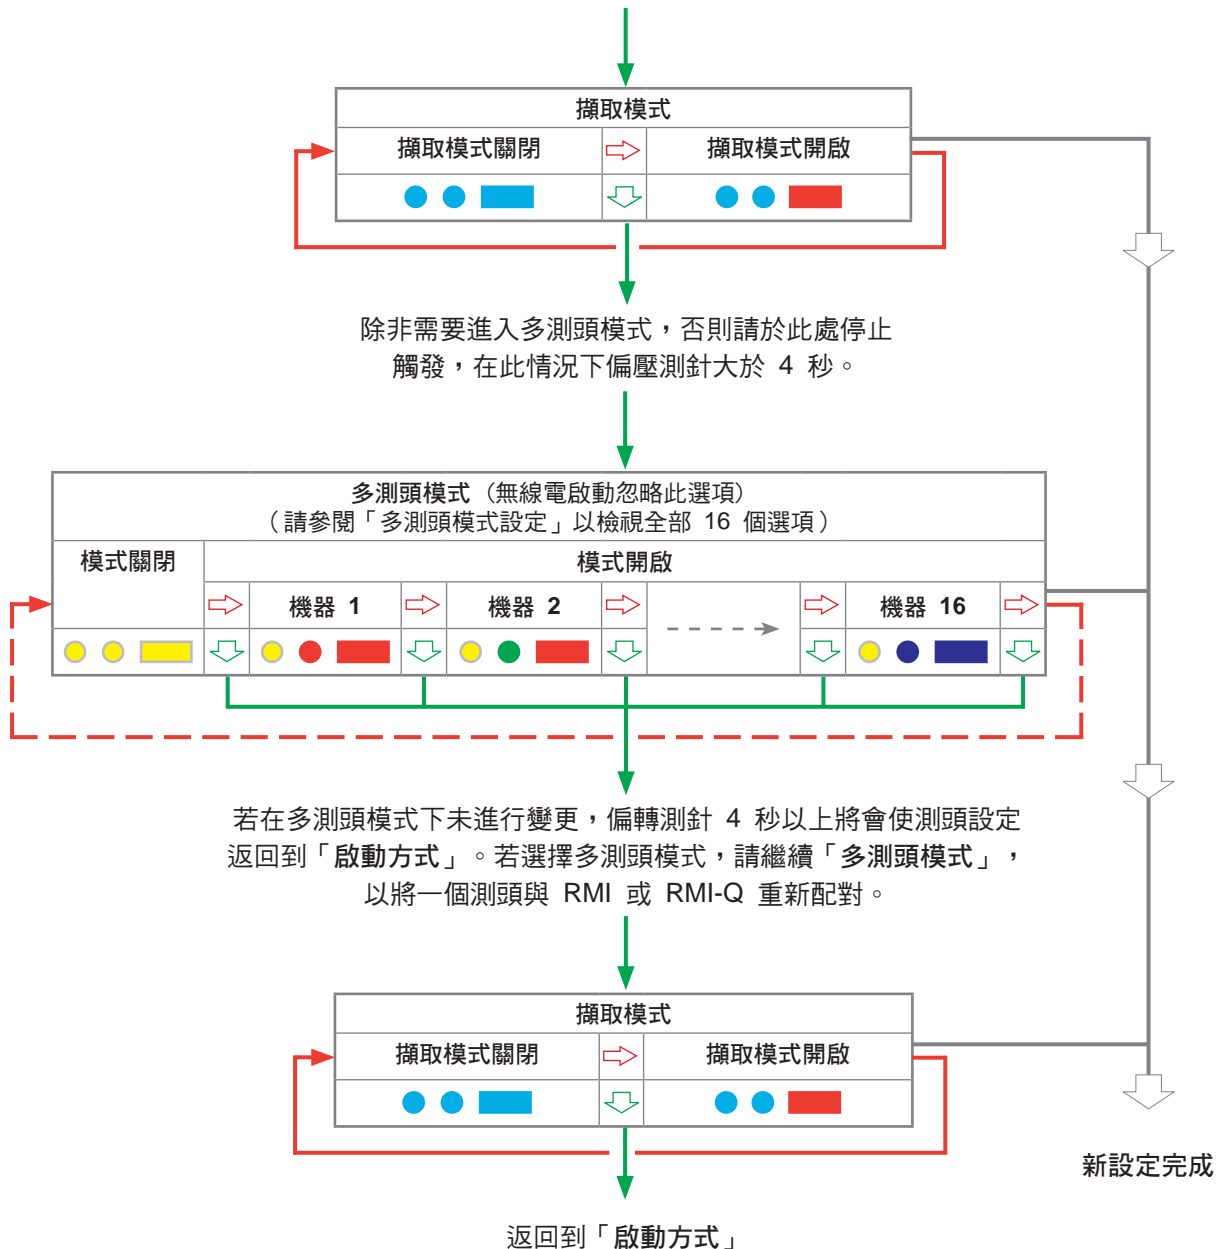 擷取模式
擷取模式關閉
擷取模式開啟
除非需要進入多測頭模式，否則請於此處停止
觸發，在此情況下偏壓測針大於 4 秒。
多測頭模式（無線電啟動忽略此選項）
（請參閱「多測頭模式設定」以檢視全部 16 個選項）
模式關閉
模式開啟
機器 1
機器 2
機器 16
若在多測頭模式下未進行變更，偏轉測針 4 秒以上將會使測頭設定
返回到「啟動方式」。若選擇多測頭模式，請繼續「多測頭模式」，
以將一個測頭與 RMI 或 RMI-Q 重新配對。
擷取模式
擷取模式關閉
擷取模式開啟
新設定完成
返回到「啟動方式」